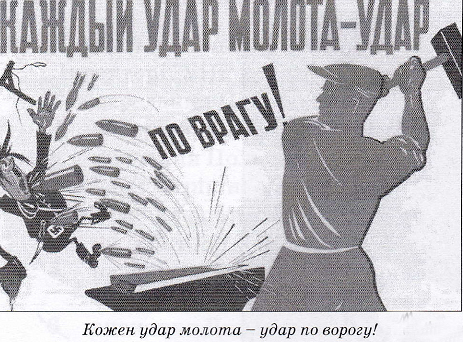 КАЖДЫЙ УДАР МОЛОТА-УДАР
ПО ВРАГУ!
Кожен удар молота – удар по ворогу!